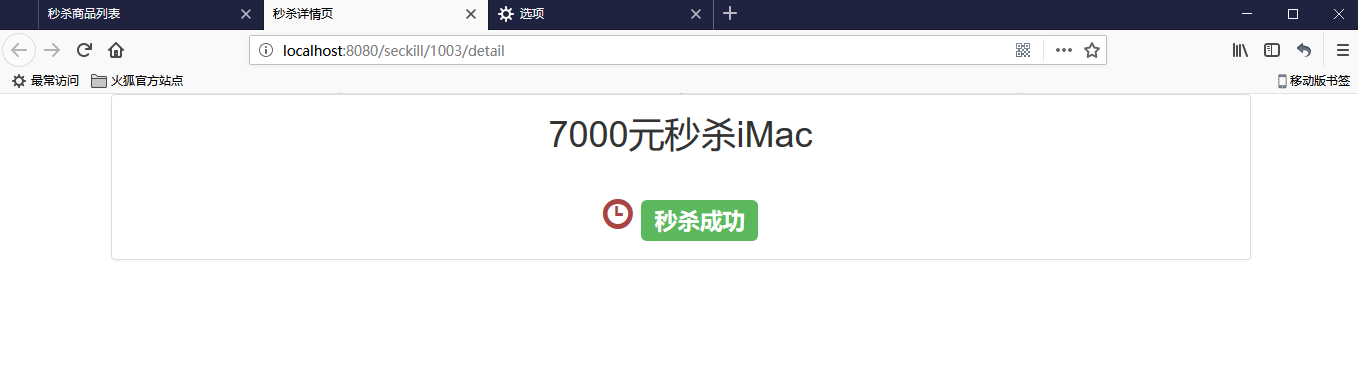 秒杀商品列表
秒杀详情页
选项
localhost:8080/seckill/1003/detail
最常访问
火狐官方站点
移动版书签
7000元秒杀iMac
秒杀成功